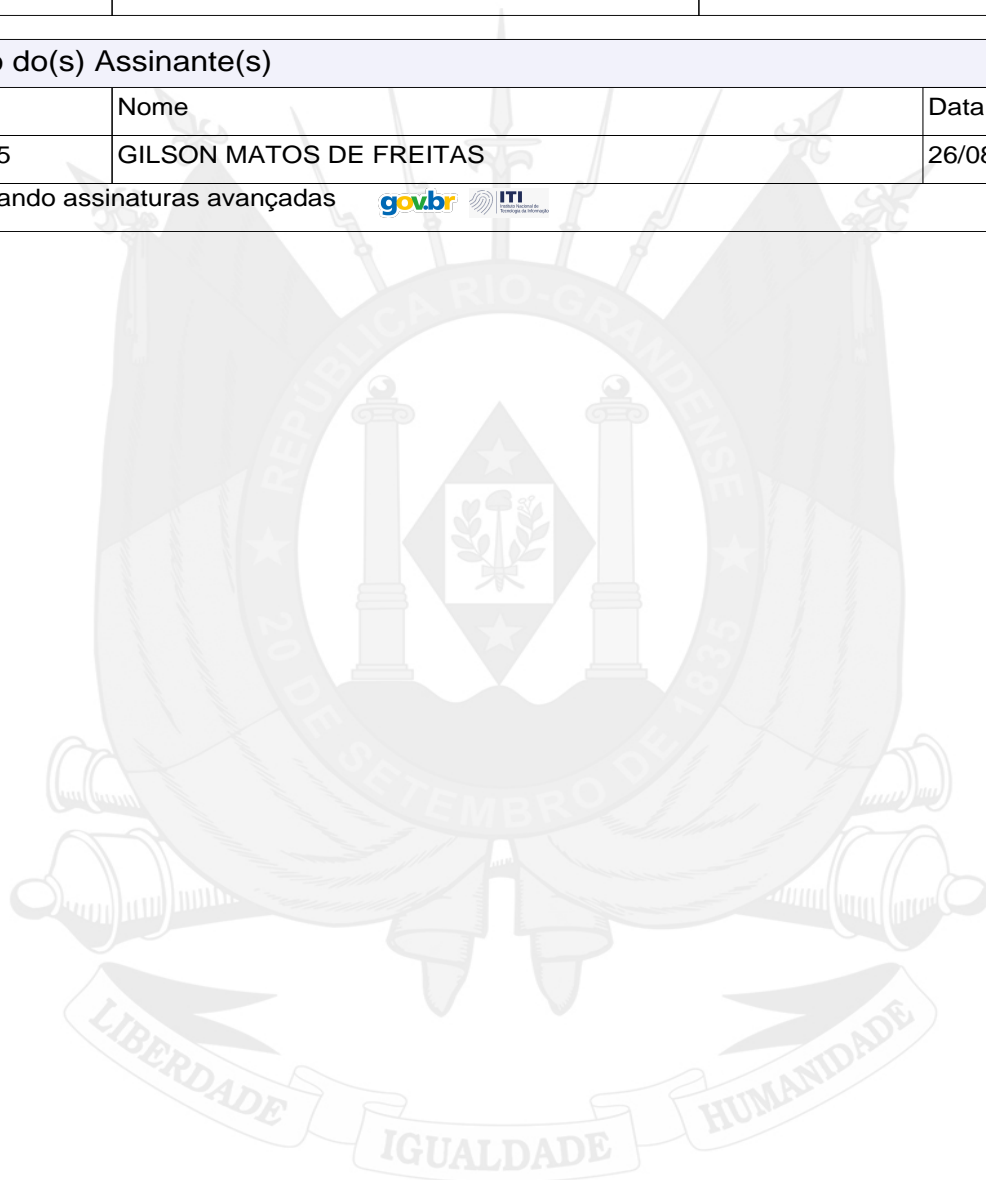 o do(s) Assinante(s)
Nome Data
5 GILSON MATOS DE FREITAS 26/08
ando assinaturas avançadas gov.br ITI
REPÚBLICA RIO-GRANDENSE
20 DE SETEMBRO DE 1835
LIBERDADE IGUALDADE HUMANIDADE